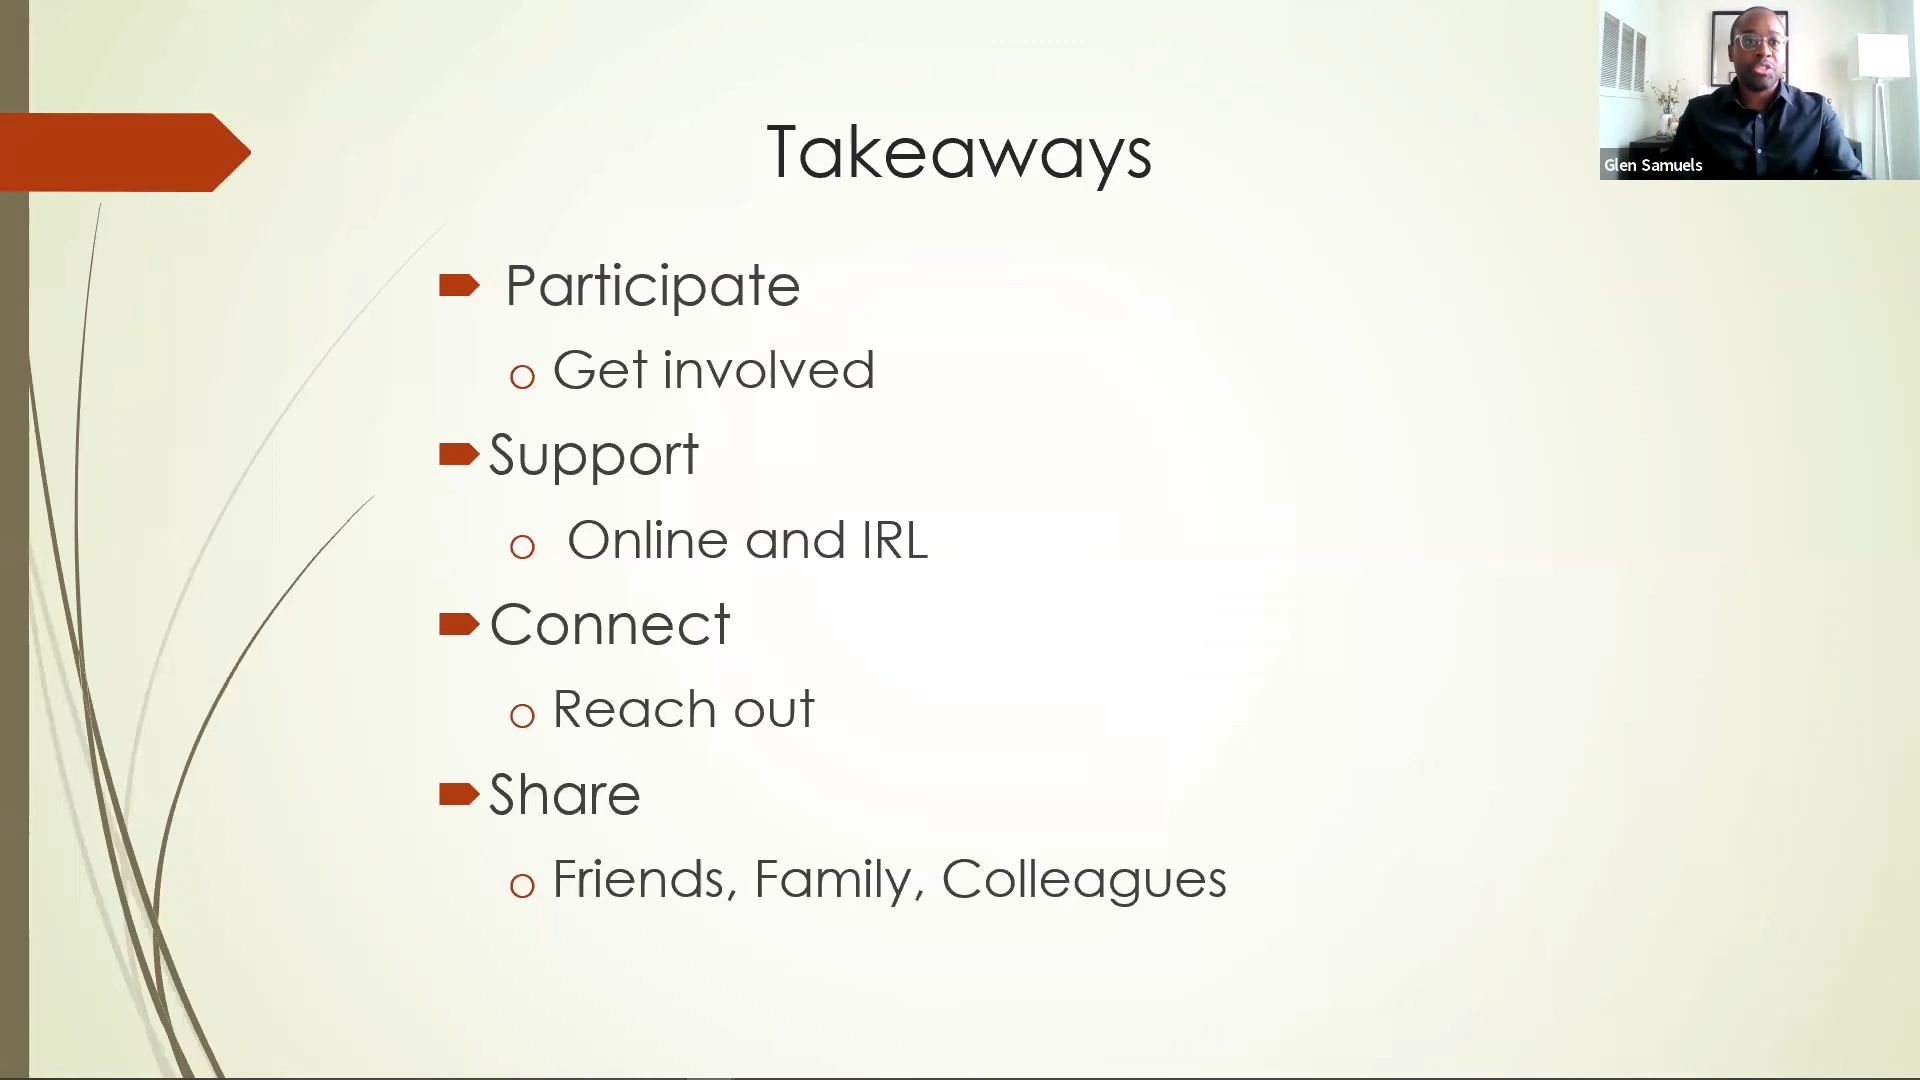 Takeaways
Participate
Get involved
Support
Online and IRL
Connect
Reach out
Share
Friends, Family, Colleagues
Glen Samuels